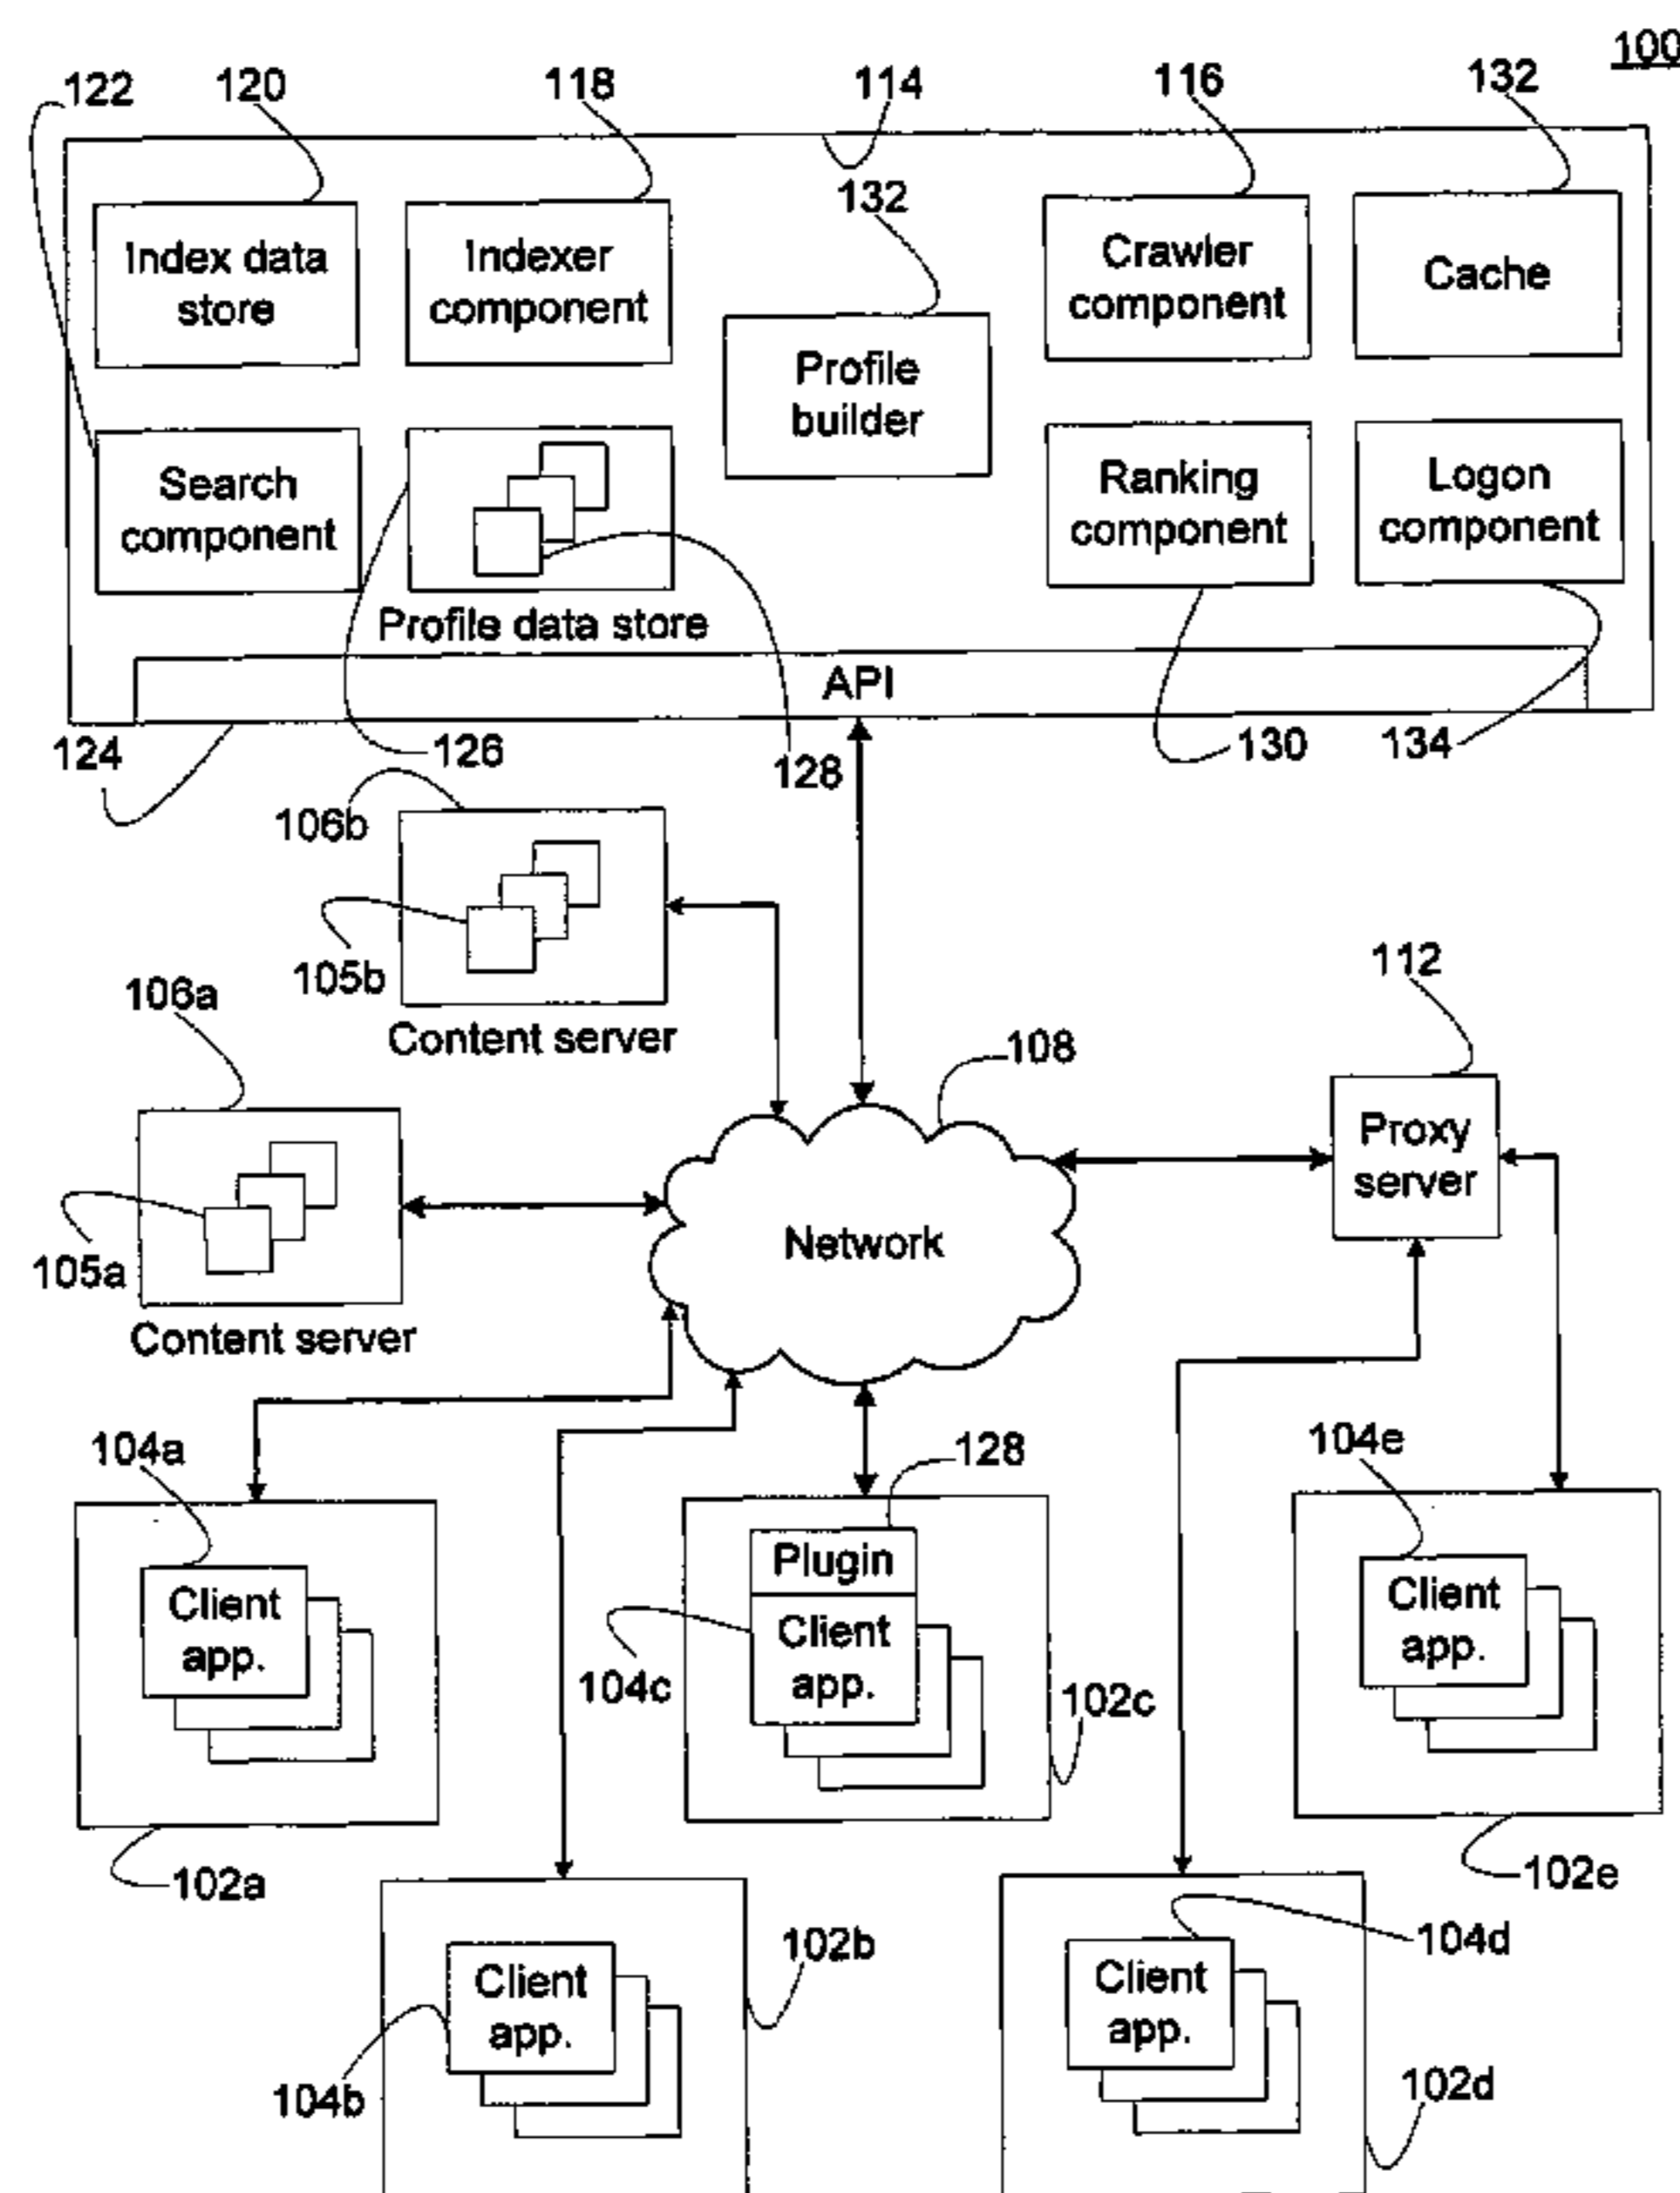 100
122
120
118
114
116
132
132
Index data
store
Indexer
component
Profile
builder
Crawler
component
Cache
Search
component
Profile data store
Ranking
component
Logon
component
API
124
126
128
130
134
106b
105b
Content server
106a
105a
Content server
108
112
Network
Proxy
server
104a
128
104e
Client
app.
Plugin
Client
app.
Client
app.
104c
102c
102a
102e
102b
104d
Client
app.
Client
app.
104b
102d